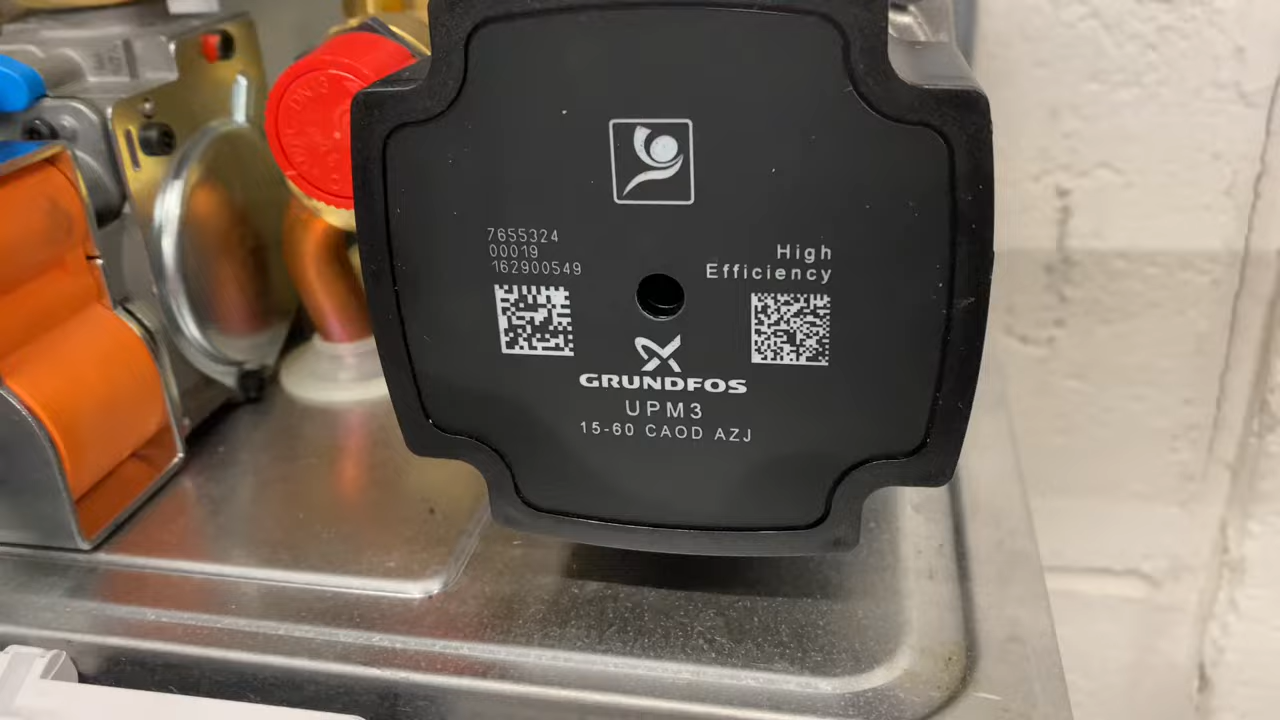 7655324
00019
162900549
High
Efficiency
GRUNDFOS
UPM3
15-60 CAOD AZJ